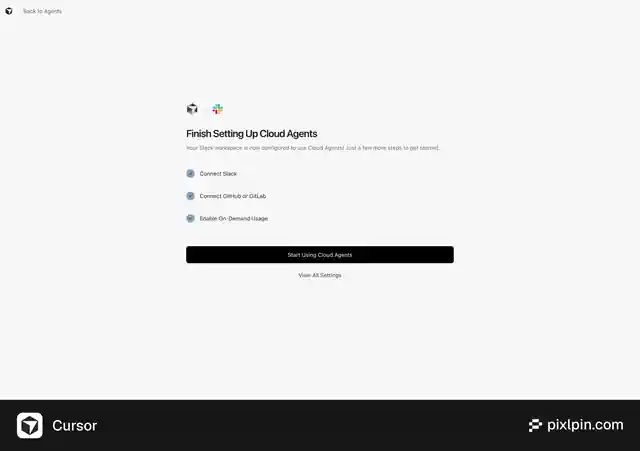 Back to Agents
Finish Setting Up Cloud Agents
Your Slack workspace is now configured to use Cloud Agents! Just a few more steps to get started.
Connect Slack
Connect GitHub or GitLab
Enable On-Demand Usage
Start Using Cloud Agents
View All Settings
Cursor
pixlpin.com